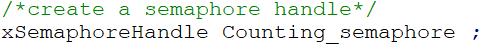 /*create a semaphore handle*/
xSemaphoreHandle Counting_semaphore ;